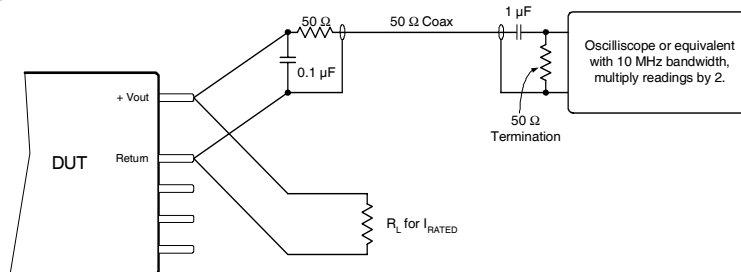 50 Ω
50 Ω Coax
1 μF
0.1 μF
Oscilliscope or equivalent
with 10 MHz bandwidth,
multiply readings by 2.
50 Ω
Termination
+ Vout
Return
DUT
RL for IRATED